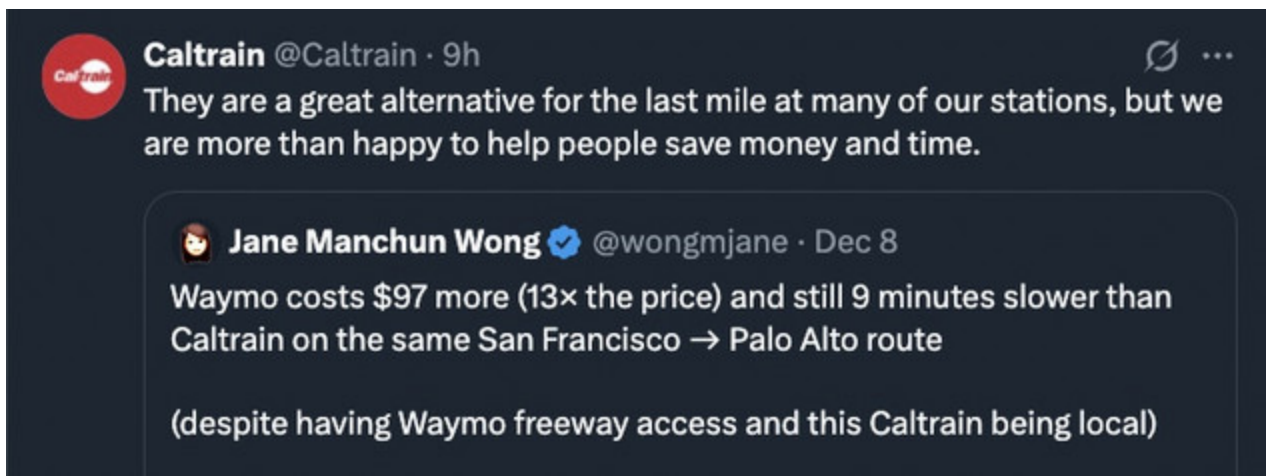 Caltrain
Caltrain @Caltrain · 9h
They are a great alternative for the last mile at many of our stations, but we
are more than happy to help people save money and time.
Jane Manchun Wong @wongmjane · Dec 8
Waymo costs $97 more (13× the price) and still 9 minutes slower than
Caltrain on the same San Francisco → Palo Alto route
(despite having Waymo freeway access and this Caltrain being local)